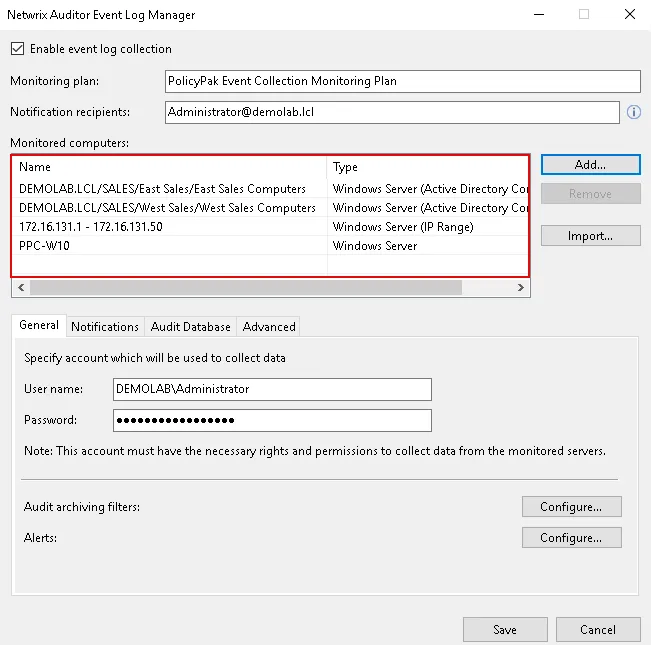 Netwrix Auditor Event Log Manager
Enable event log collection
Monitoring plan: PolicyPak Event Collection Monitoring Plan
Notification recipients: Administrator@demolab.lcl
Monitored computers:
Name Type
DEMOLAB.LCL/SALES/East Sales/East Sales Computers Windows Server (Active Directory Con
DEMOLAB.LCL/SALES/West Sales/West Sales Computers Windows Server (Active Directory Con
172.16.131.1 - 172.16.131.50 Windows Server (IP Range)
PPC-W10 Windows Server
Add...
Remove
Import...
General Notifications Audit Database Advanced
Specify account which will be used to collect data
User name: DEMOLAB\Administrator
Password: •••••••••••••••••
Note: This account must have the necessary rights and permissions to collect data from the monitored servers.
Audit archiving filters: Configure...
Alerts: Configure...
Save Cancel